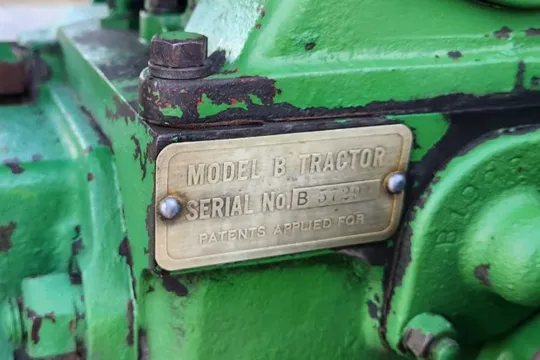 MODEL B TRACTOR
SERIAL NO. B
PATENTS APPLIED FOR